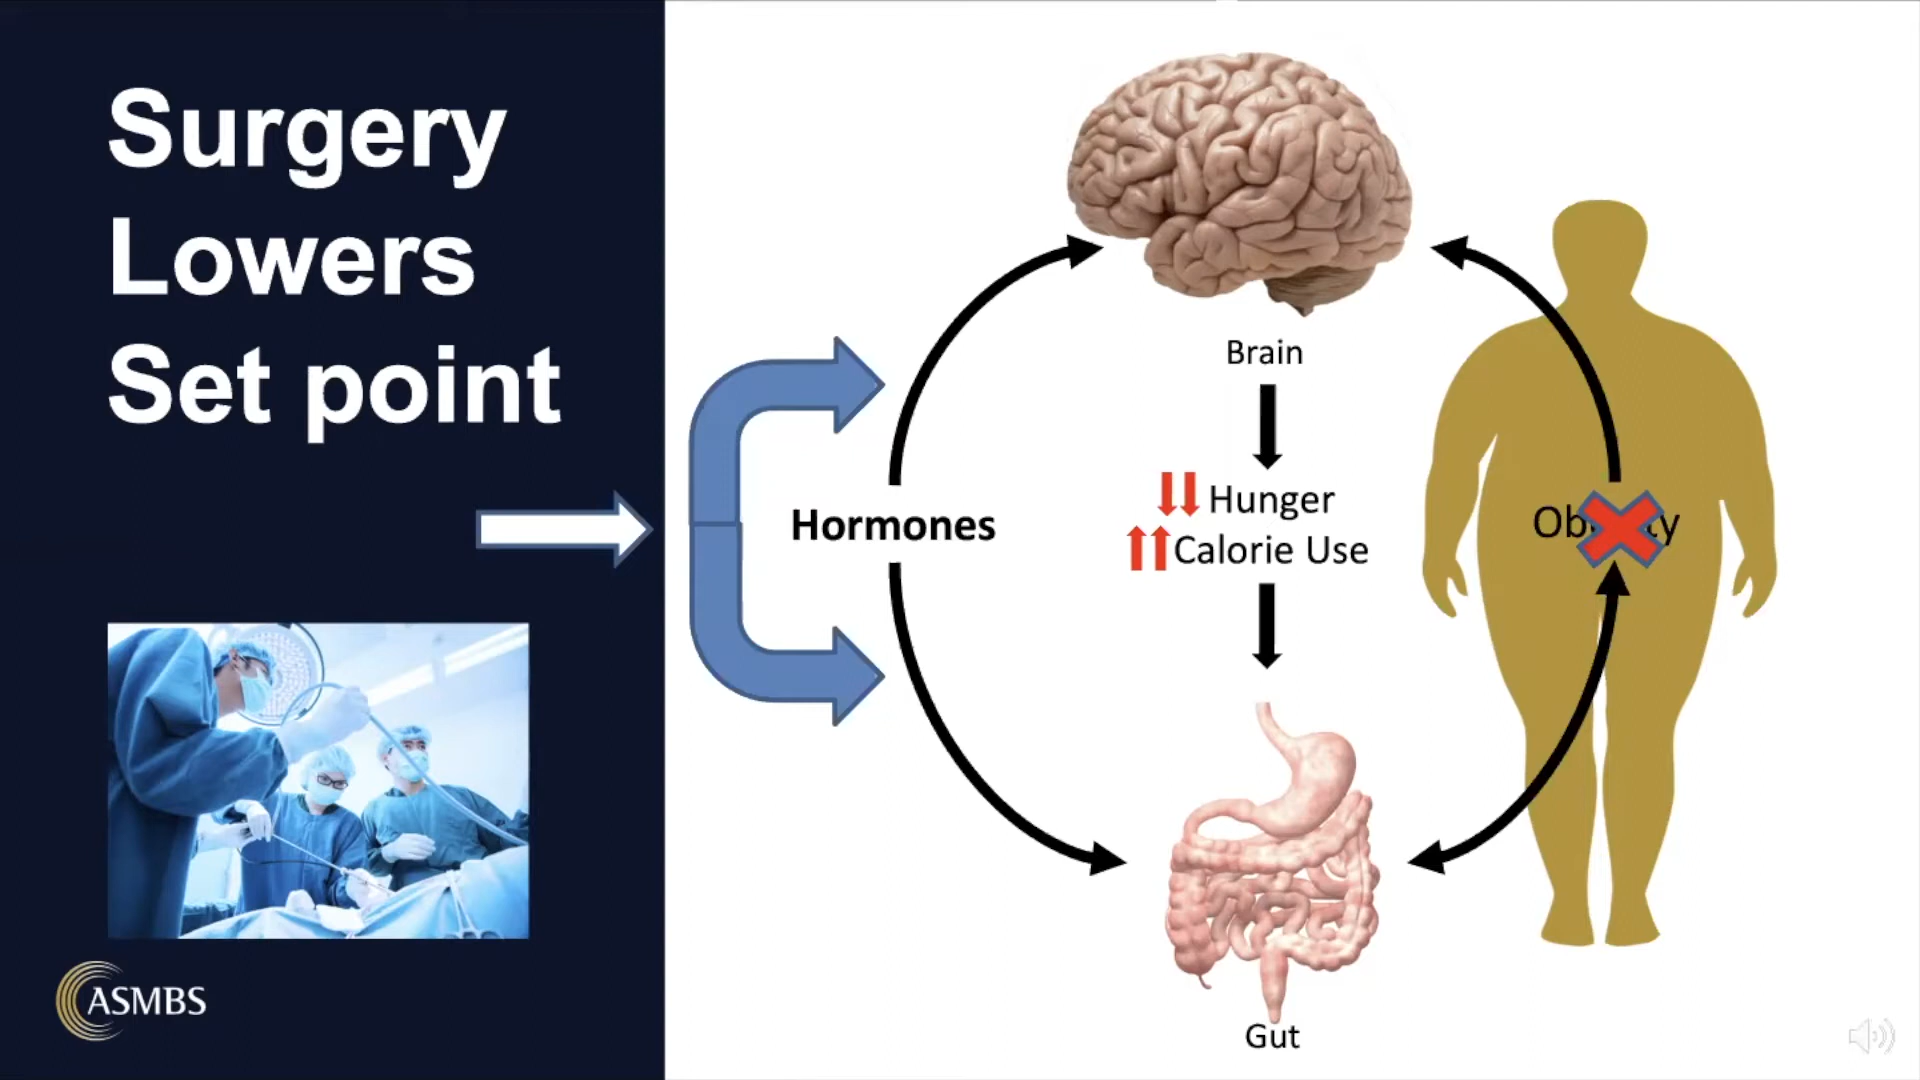 Surgery
Lowers
Set point
Brain
Hunger
Calorie Use
Hormones
Gut
ASMBS